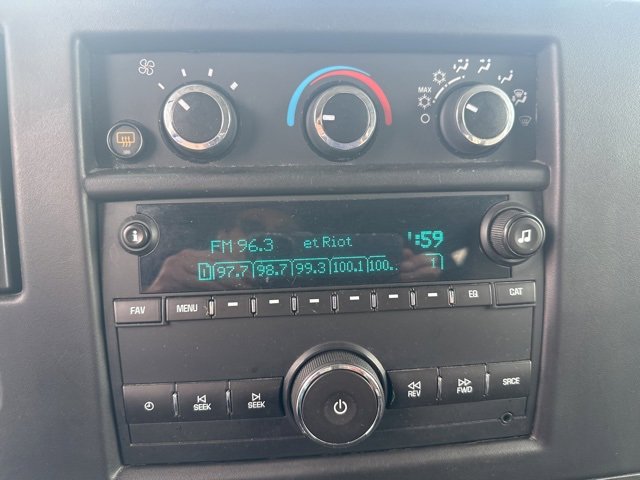 MAX
FM 96.3 et Riot :59
1 97.7 98.7 99.3 100.1 100..
FAV MENU EQ CAT
SEEK SEEK REV FWD SRCE